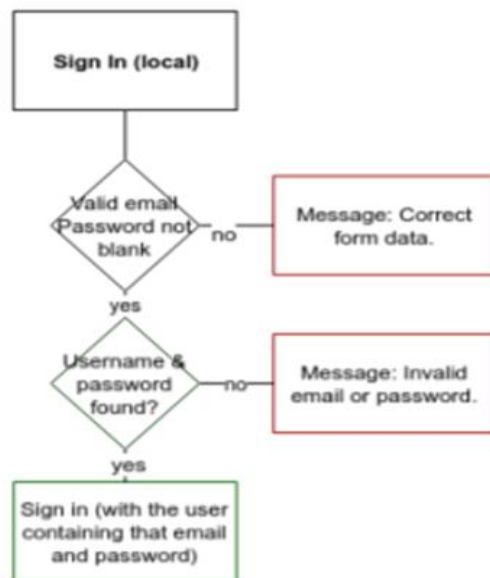 Sign In (local)
Valid email
Password not
blank
no
Message: Correct
form data.
yes
Username &
password
found?
no
Message: Invalid
email or password.
yes
Sign in (with the user
containing that email
and password)